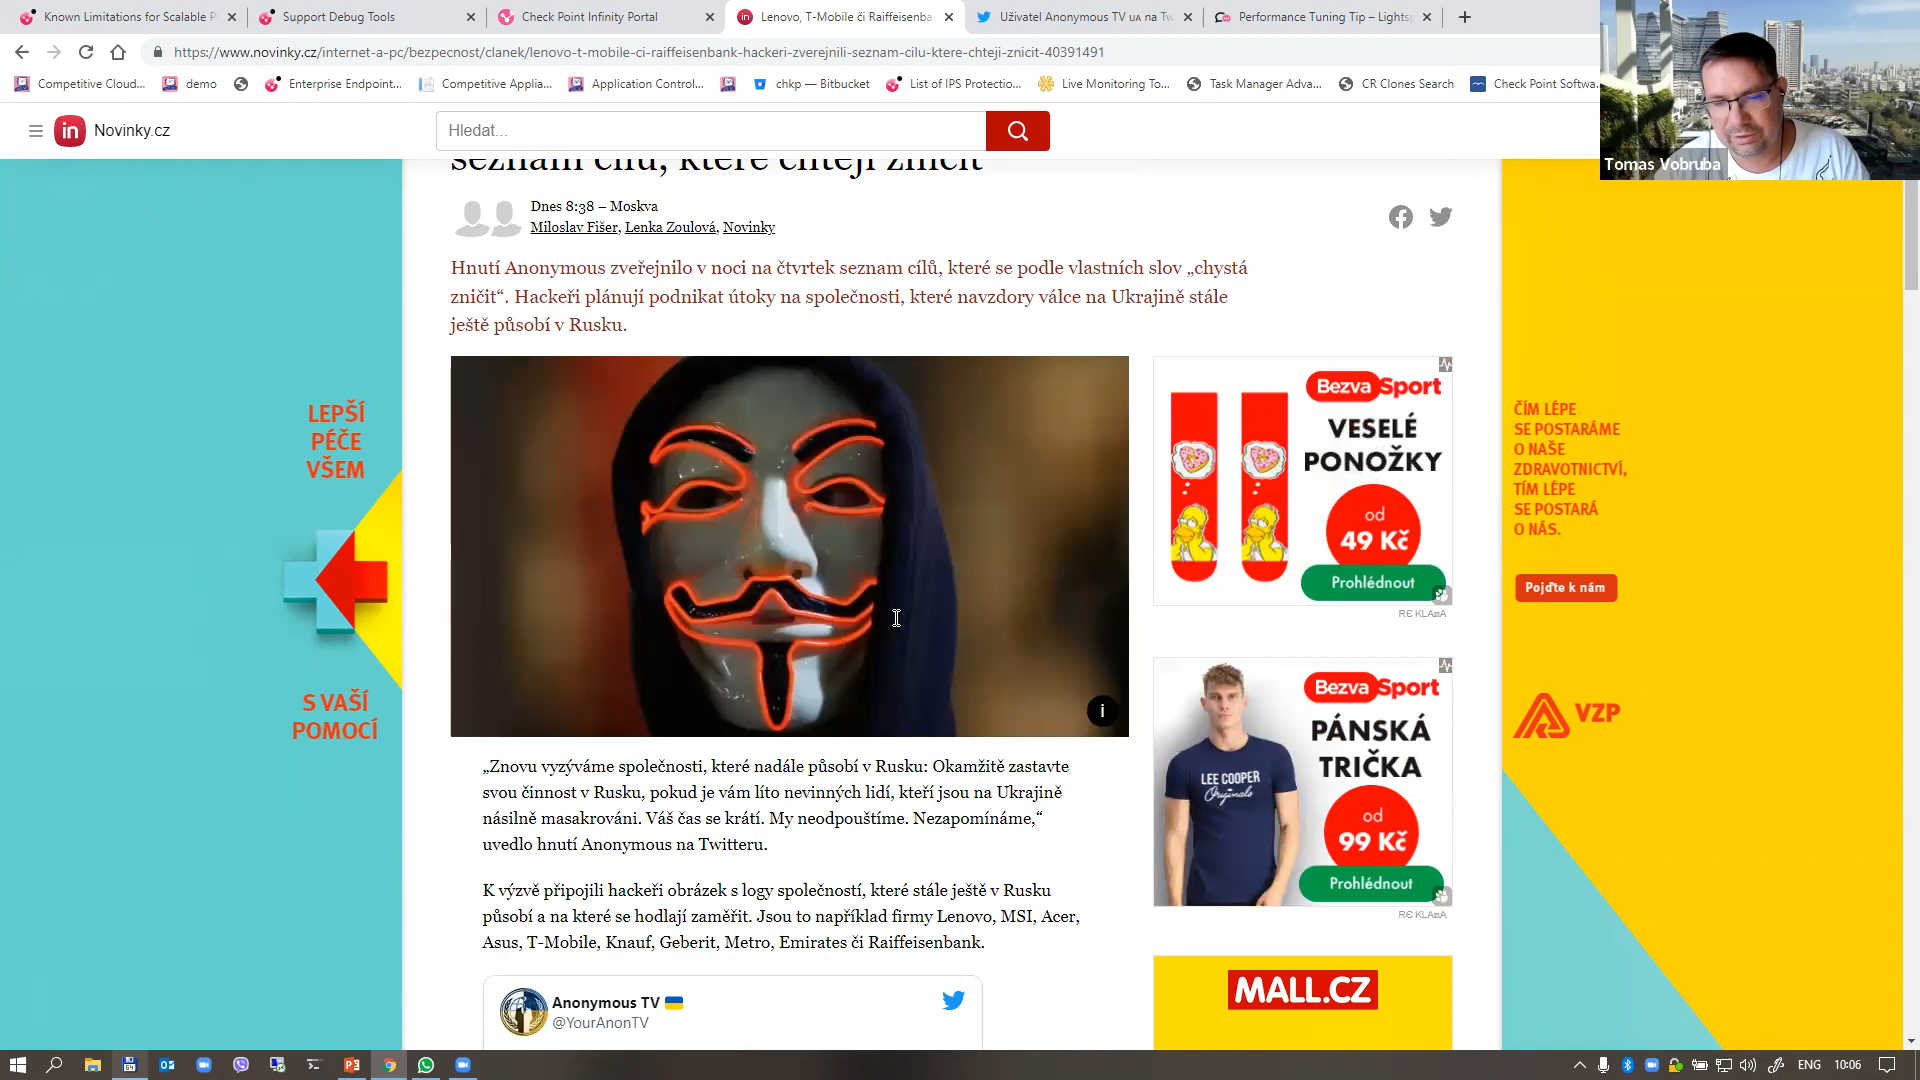 Known Limitations for Scalable P
Support Debug Tools
Check Point Infinity Portal
Lenovo, T-Mobile či Raiffeisenba
Uživatel Anonymous TV UA na Tw
Performance Tuning Tip – Lights
https://www.novinky.cz/internet-a-pc/bezpecnost/clanek/lenovo-t-mobile-ci-raiffeisenbank-hackeri-zverejnili-seznam-cilu-ktere-chteji-znicit-40391491
Competitive Cloud...
demo
Enterprise Endpoint...
Competitive Applia...
Application Control...
chkp — Bitbucket
List of IPS Protectio...
Live Monitoring To...
Task Manager Adva...
CR Clones Search
Check Point Softwa
Tomas Vobruba
in Novinky.cz
Hledat...
seznam cílů, které chtějí zničit
Dnes 8:38 – Moskva
Miloslav Fišer, Lenka Zoulová, Novinky
Hnutí Anonymous zveřejnilo v noci na čtvrtek seznam cílů, které se podle vlastních slov „chystá
zničit“. Hackeři plánují podnikat útoky na společnosti, které navzdory válce na Ukrajině stále
ještě působí v Rusku.
i
„Znovu vyzýváme společnosti, které nadále působí v Rusku: Okamžitě zastavte
svou činnost v Rusku, pokud je vám líto nevinných lidí, kteří jsou na Ukrajině
násilně masakrováni. Váš čas se krátí. My neodpouštíme. Nezapomínáme,“
uvedlo hnutí Anonymous na Twitteru.
K výzvě připojili hackeři obrázek s logy společností, které stále ještě v Rusku
působí a na které se hodlají zaměřit. Jsou to například firmy Lenovo, MSI, Acer,
Asus, T-Mobile, Knauf, Geberit, Metro, Emirates či Raiffeisenbank.
Anonymous TV
@YourAnonTV
LEPŠÍ
PÉČE
VŠEM
S VAŠÍ
POMOCÍ
BezvaSport
VESELÉ
PONOŽKY
od
49 Kč
Prohlédnout
REKLAmA
BezvaSport
PÁNSKÁ
TRIČKA
LEE COOPER
Originals
od
99 Kč
Prohlédnout
REKLAmA
MALL.CZ
ČÍM LÉPE
SE POSTARÁME
O NAŠE
ZDRAVOTNICTVÍ,
TÍM LÉPE
SE POSTARÁ
O NÁS.
Pojďte k nám
VZP
ENG
10:06